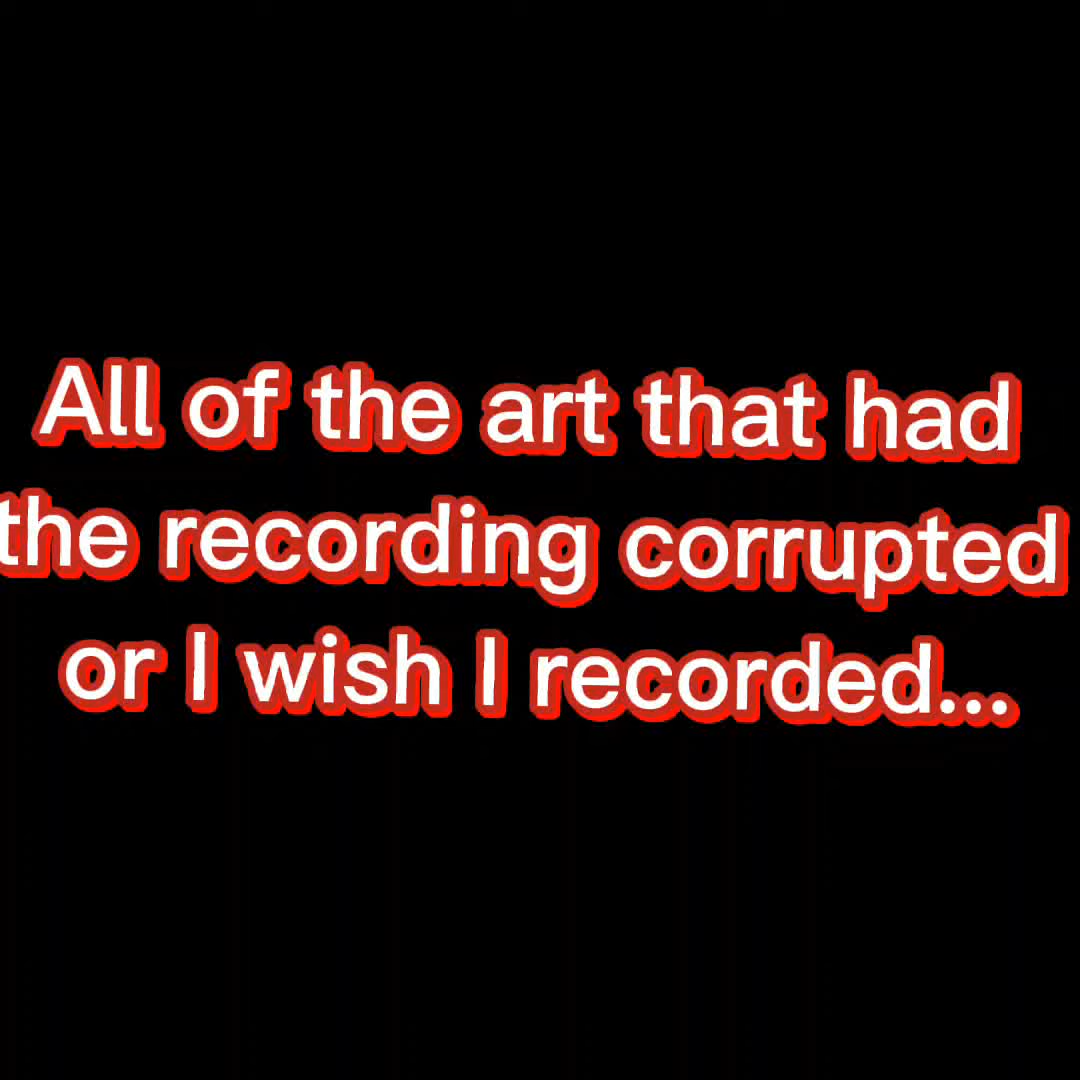 All of the art that had
the recording corrupted
or I wish I recorded...